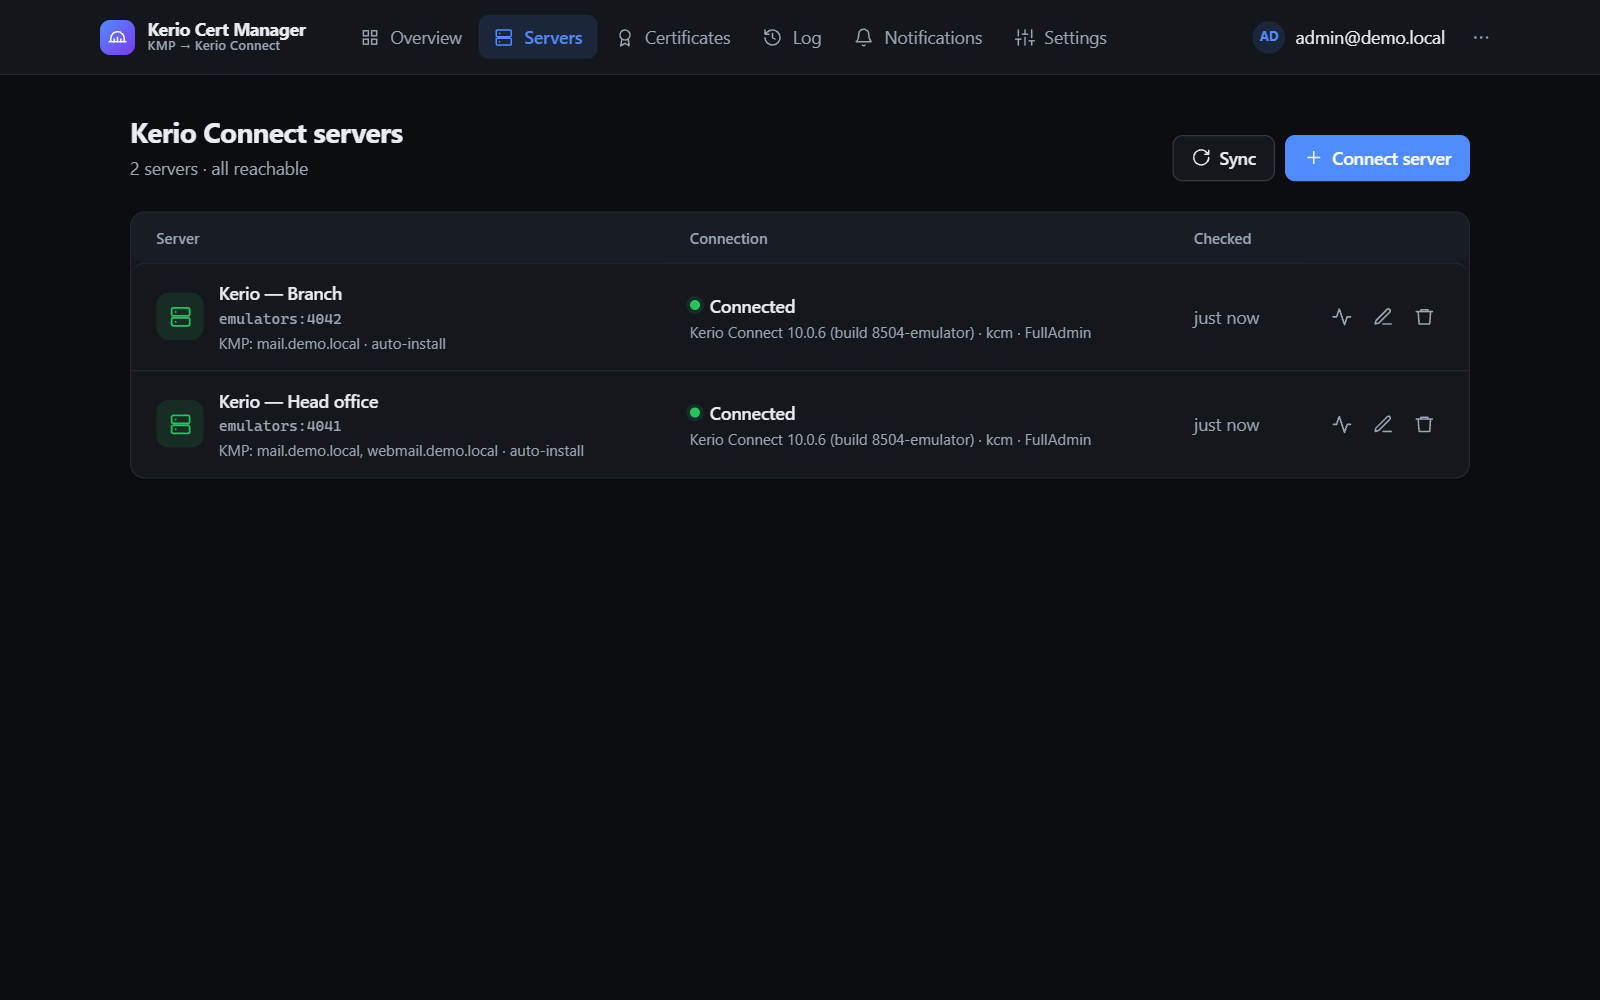 Kerio Cert Manager
KMP → Kerio Connect
Overview
Servers
Certificates
Log
Notifications
Settings
AD
admin@demo.local
Kerio Connect servers
2 servers · all reachable
Sync
Connect server
Server
Connection
Checked
Kerio — Branch
emulators:4042
KMP: mail.demo.local · auto-install
Connected
Kerio Connect 10.0.6 (build 8504-emulator) · kcm · FullAdmin
just now
Kerio — Head office
emulators:4041
KMP: mail.demo.local, webmail.demo.local · auto-install
Connected
Kerio Connect 10.0.6 (build 8504-emulator) · kcm · FullAdmin
just now